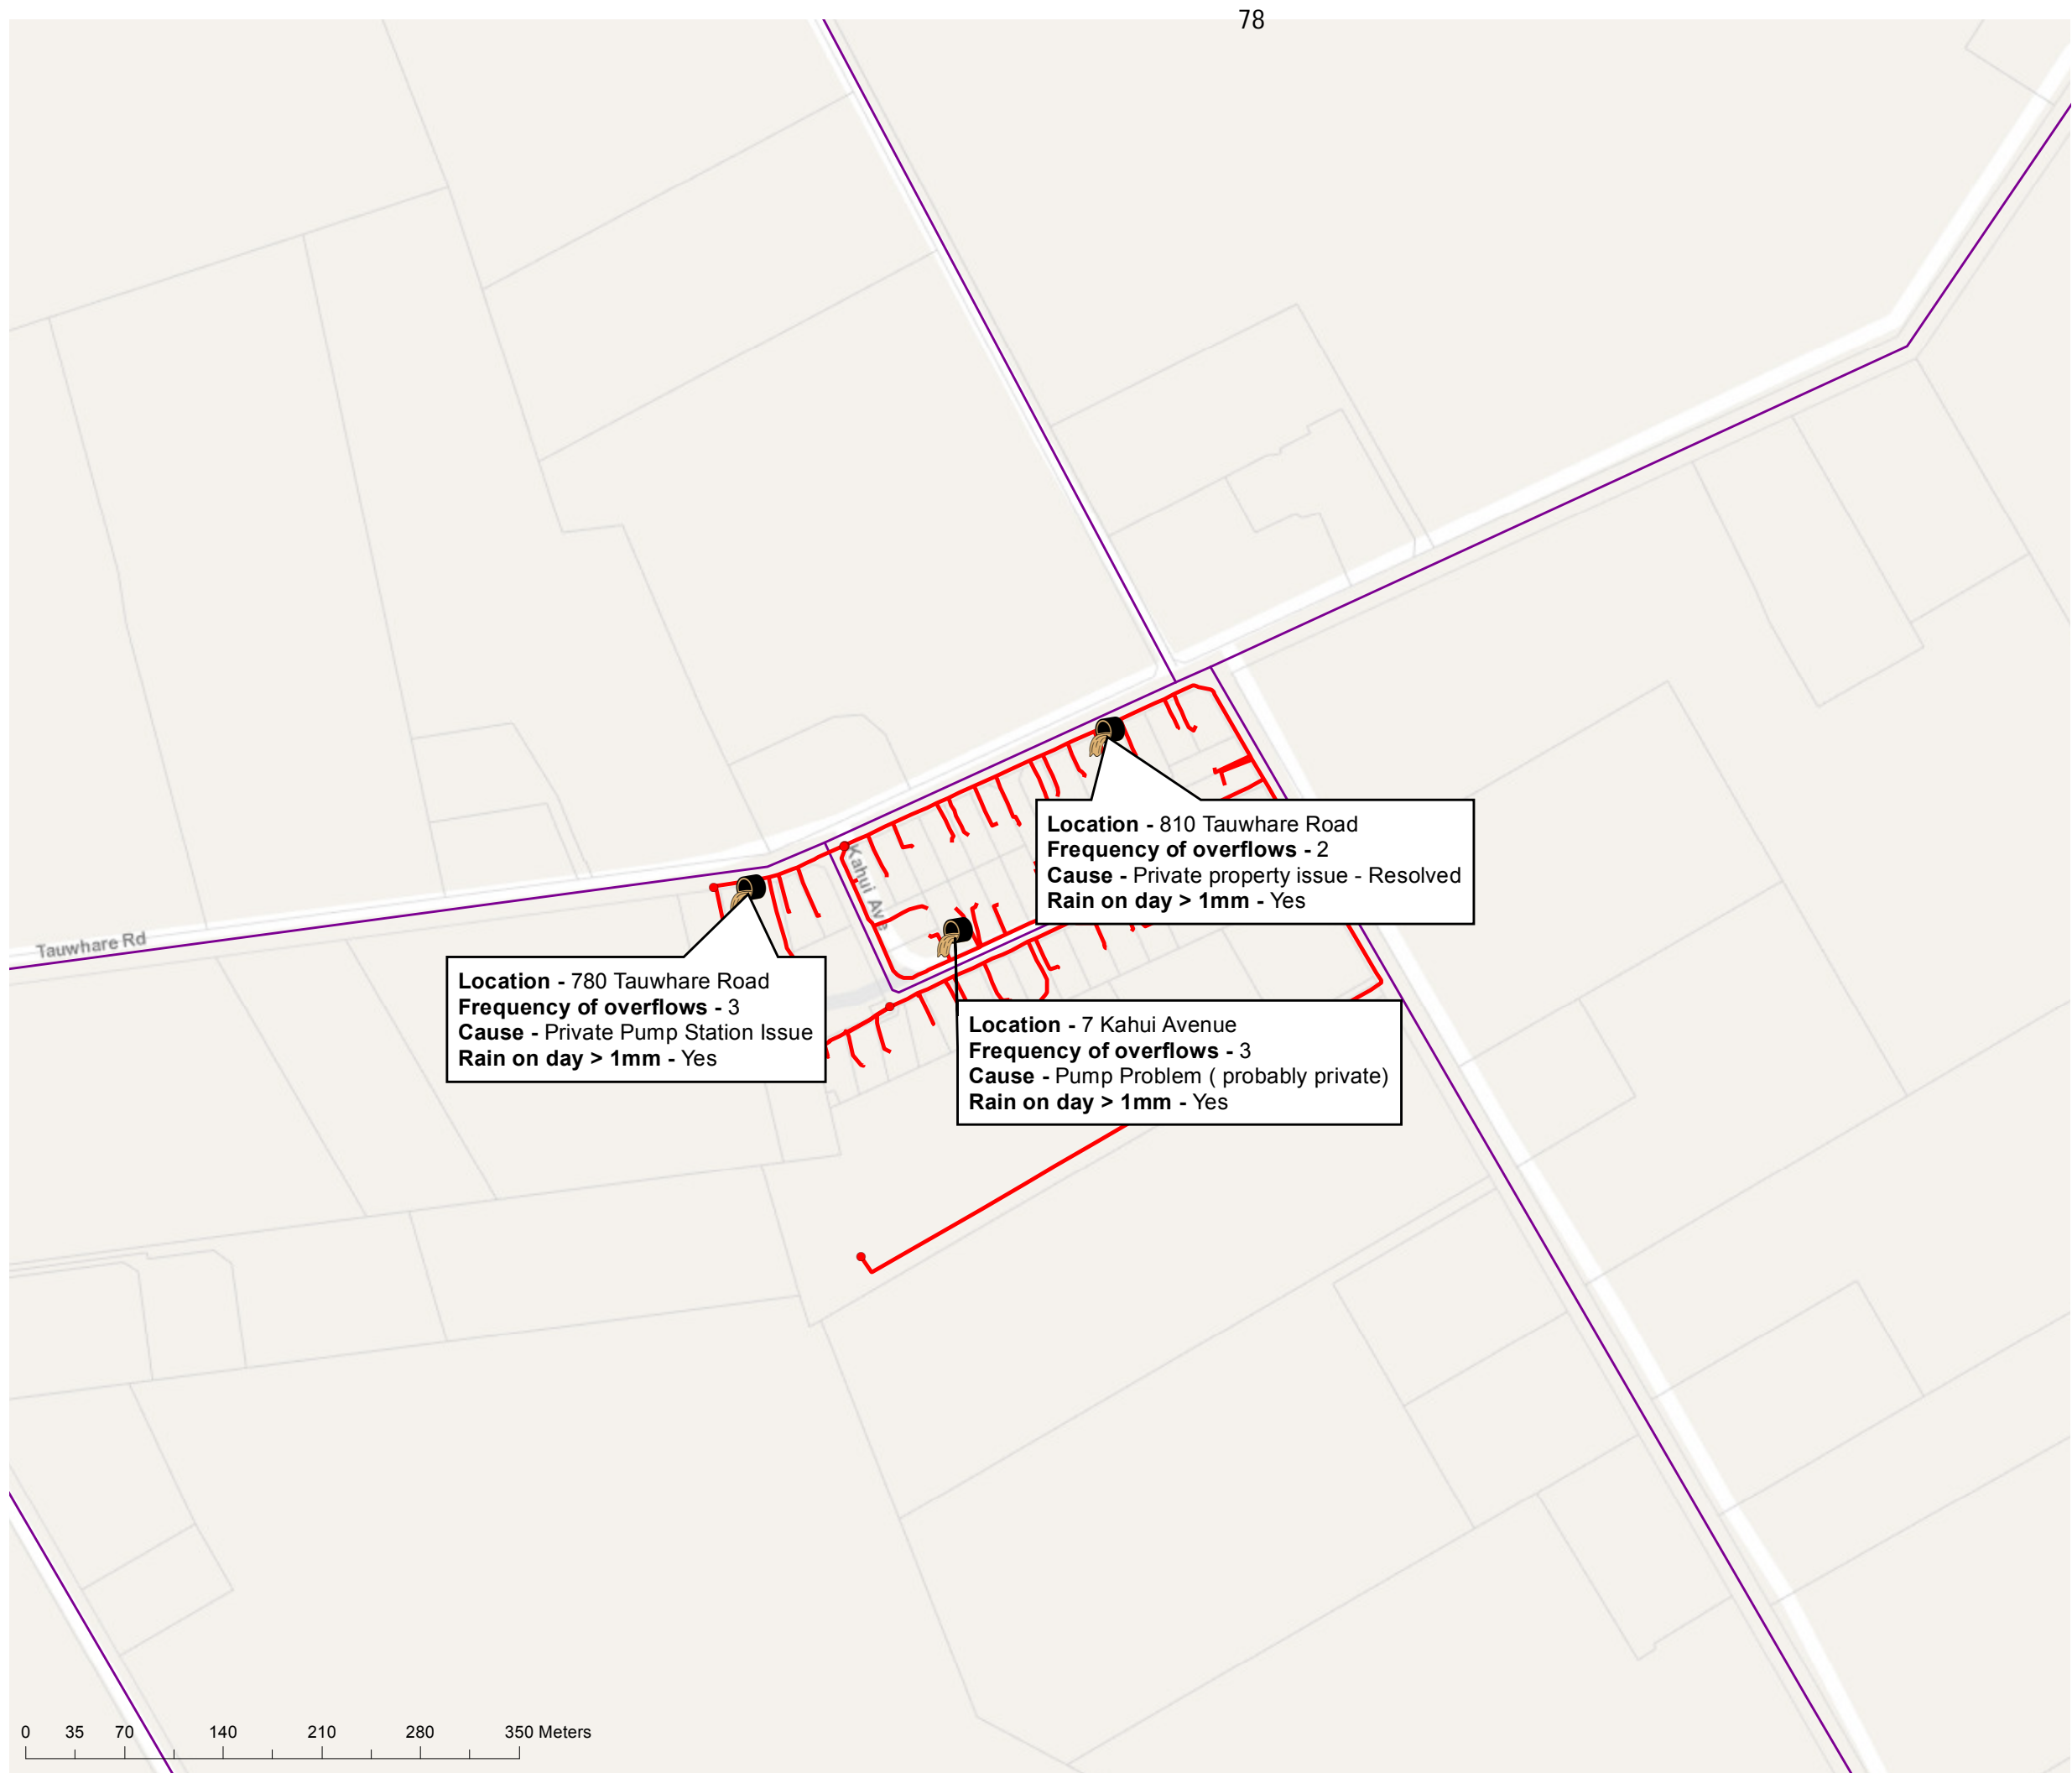 78
Kahui Ave
Location - 810 Tauwhare Road
Frequency of overflows - 2
Cause - Private property issue - Resolved
Rain on day > 1mm - Yes
Tauwhare Rd
Location - 780 Tauwhare Road
Frequency of overflows - 3
Cause - Private Pump Station Issue
Rain on day > 1mm - Yes
Location - 7 Kahui Avenue
Frequency of overflows - 3
Cause - Pump Problem ( probably private)
Rain on day > 1mm - Yes
0 35 70 140 210 280 350 Meters